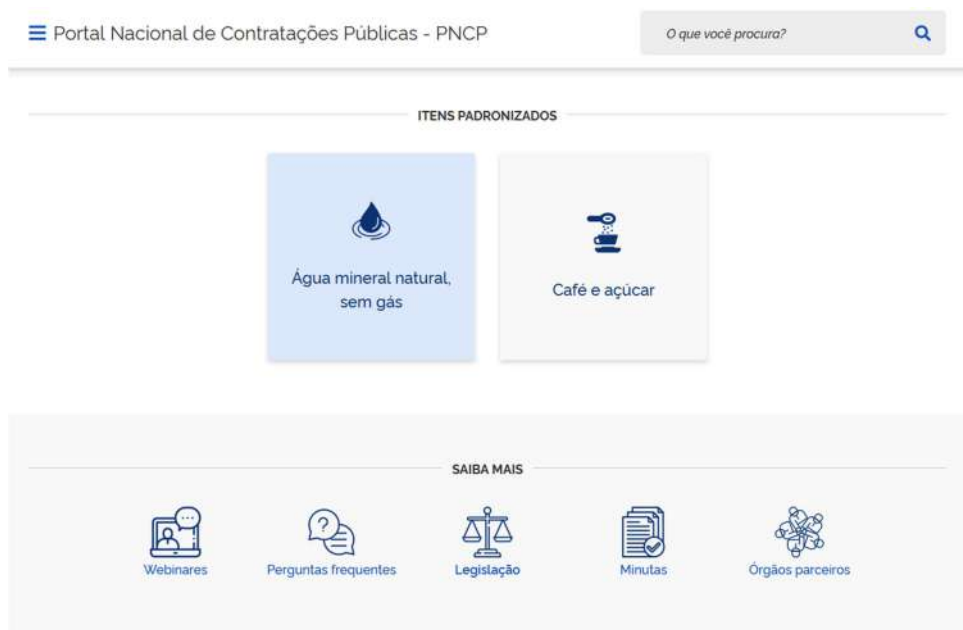 Portal Nacional de Contratações Públicas - PNCP
O que você procura?
ITENS PADRONIZADOS
Água mineral natural,
sem gás
Café e açúcar
SAIBA MAIS
Webinares
Perguntas frequentes
Legislação
Minutas
Órgãos parceiros